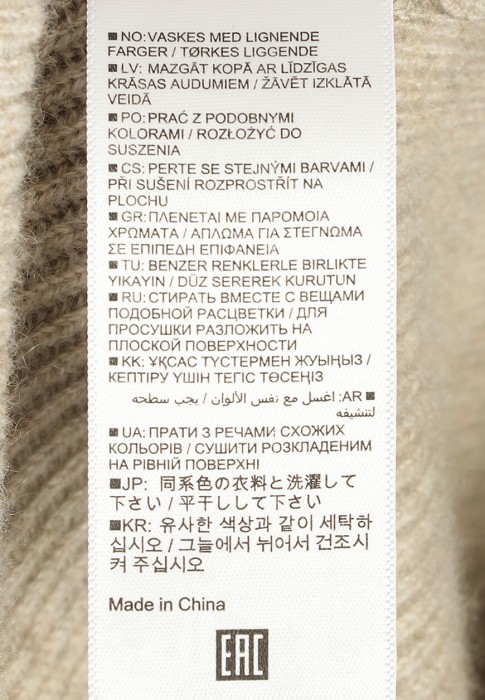 NO: VASKES MED LIGNENDE
FARGER / TØRKES LIGGENDE
LV: MAZGĀT KOPĀ AR LĪDZĪGAS
KRĀSAS AUDUMIEM / ŽĀVĒT IZKLĀTĀ
VEIDĀ
PO: PRAĆ Z PODOBNYMI
KOLORAMI / ROZŁOŻYĆ DO
SUSZENIA
CS: PERTE SE STEJNÝMI BARVAMI /
PŘI SUŠENÍ ROZPROSTŘÍT NA
PLOCHU
GR: ΠΛΕΝΕΤΑΙ ΜΕ ΠΑΡΟΜΟΙΑ
ΧΡΩΜΑΤΑ / ΑΠΛΩΜΑ ΓΙΑ ΣΤΕΓΝΩΜΑ
ΣΕ ΕΠΙΠΕΔΗ ΕΠΙΦΑΝΕΙΑ
TU: BENZER RENKLERLE BIRLIKTE
YIKAYIN / DÜZ SEREREK KURUTUN
RU: СТИРАТЬ ВМЕСТЕ С ВЕЩАМИ
ПОДОБНОЙ РАСЦВЕТКИ / ДЛЯ
ПРОСУШКИ РАЗЛОЖИТЬ НА
ПЛОСКОЙ ПОВЕРХНОСТИ
KK: ҰҚСАС ТҮСТЕРМЕН ЖУЫҢЫЗ /
КЕПТІРУ ҮШІН ТЕГІС ТӨСЕҢІЗ
AR: اغسل مع نفس الألوان / يجب سطحه
لتنشيفه
UA: ПРАТИ З РЕЧАМИ СХОЖИХ
КОЛЬОРІВ / СУШИТИ РОЗКЛАДЕНИМ
НА РІВНІЙ ПОВЕРХНІ
JP: 同系色の衣料と洗濯して
下さい / 平干しして下さい
KR: 유사한 색상과 같이 세탁하
십시오 / 그늘에서 뉘어서 건조시
켜 주십시오
Made in China
EAC